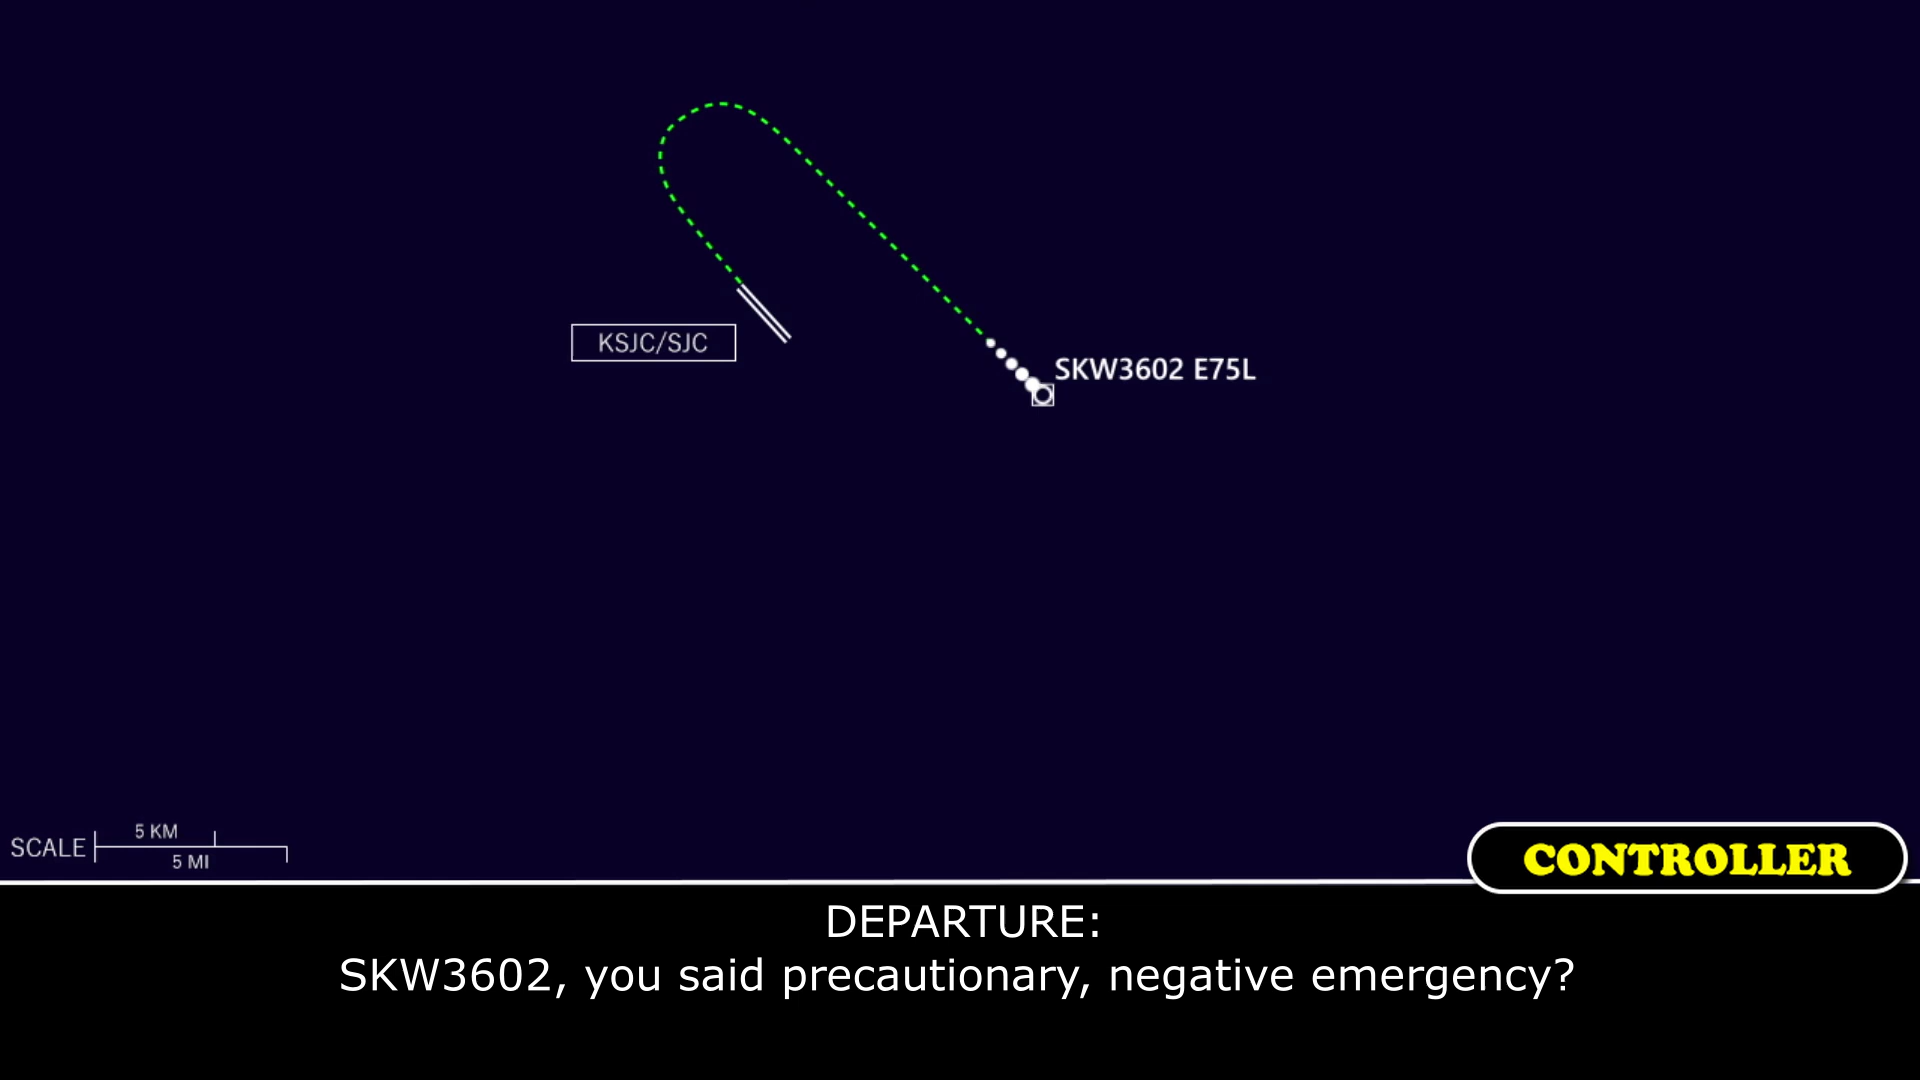 KSJC/SJC
SKW3602 E75L
SCALE
5 KM
5 MI
CONTROLLER
DEPARTURE:
SKW3602, you said precautionary, negative emergency?